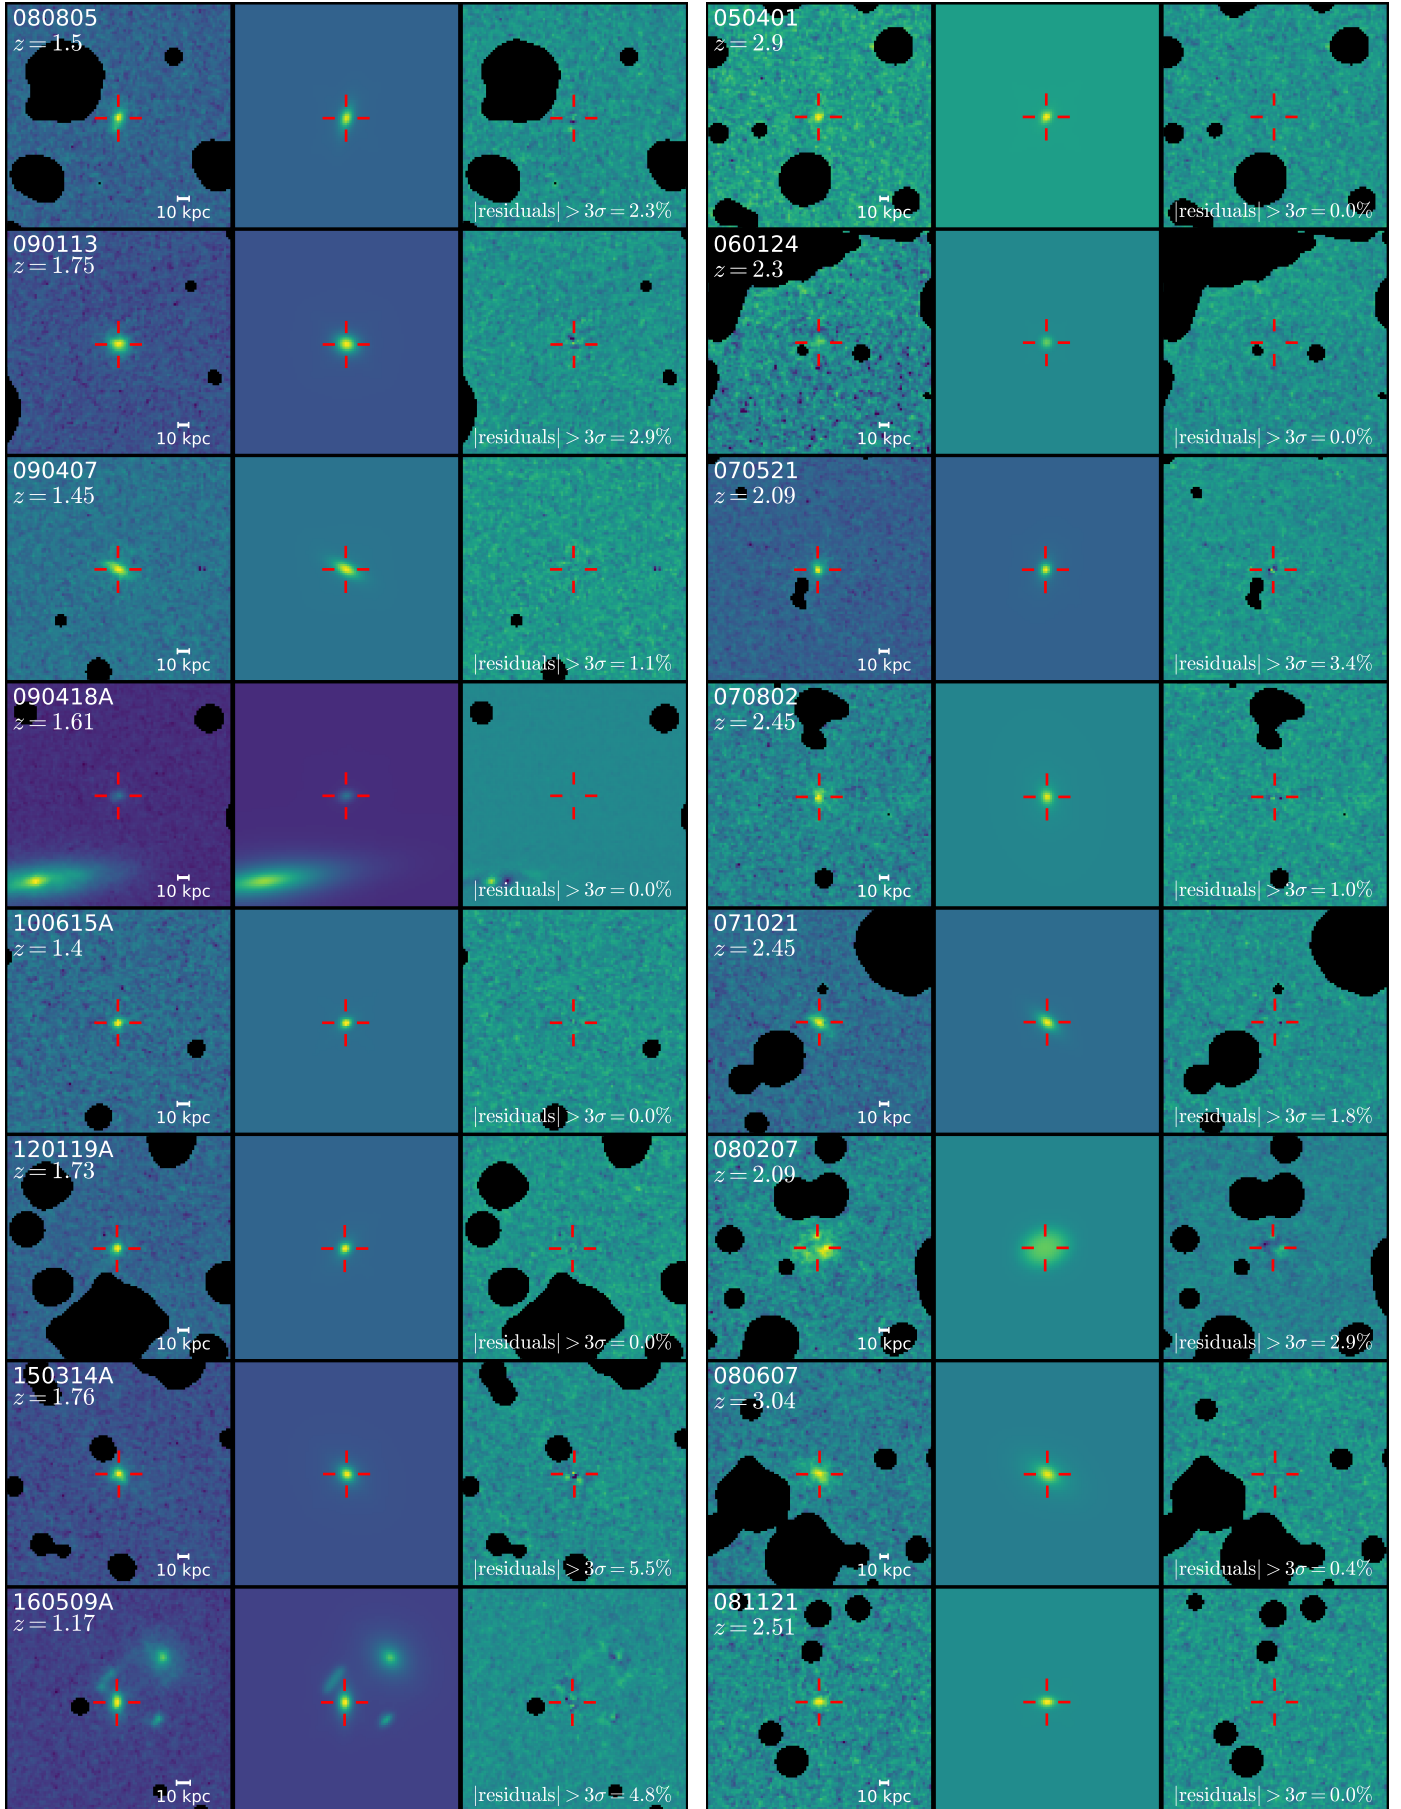 080805
z = 1.5
10 kpc
|residuals| > 3σ = 2.3%
090113
z = 1.75
10 kpc
|residuals| > 3σ = 2.9%
090407
z = 1.45
10 kpc
|residuals| > 3σ = 1.1%
090418A
z = 1.61
10 kpc
|residuals| > 3σ = 0.0%
100615A
z = 1.4
10 kpc
|residuals| > 3σ = 0.0%
120119A
z = 1.73
10 kpc
|residuals| > 3σ = 0.0%
150314A
z = 1.76
10 kpc
|residuals| > 3σ = 5.5%
160509A
z = 1.17
10 kpc
|residuals| > 3σ = 4.8%
050401
z = 2.9
10 kpc
|residuals| > 3σ = 0.0%
060124
z = 2.3
10 kpc
|residuals| > 3σ = 0.0%
070521
z = 2.09
10 kpc
|residuals| > 3σ = 3.4%
070802
z = 2.45
10 kpc
|residuals| > 3σ = 1.0%
071021
z = 2.45
10 kpc
|residuals| > 3σ = 1.8%
080207
z = 2.09
10 kpc
|residuals| > 3σ = 2.9%
080607
z = 3.04
10 kpc
|residuals| > 3σ = 0.4%
081121
z = 2.51
10 kpc
|residuals| > 3σ = 0.0%